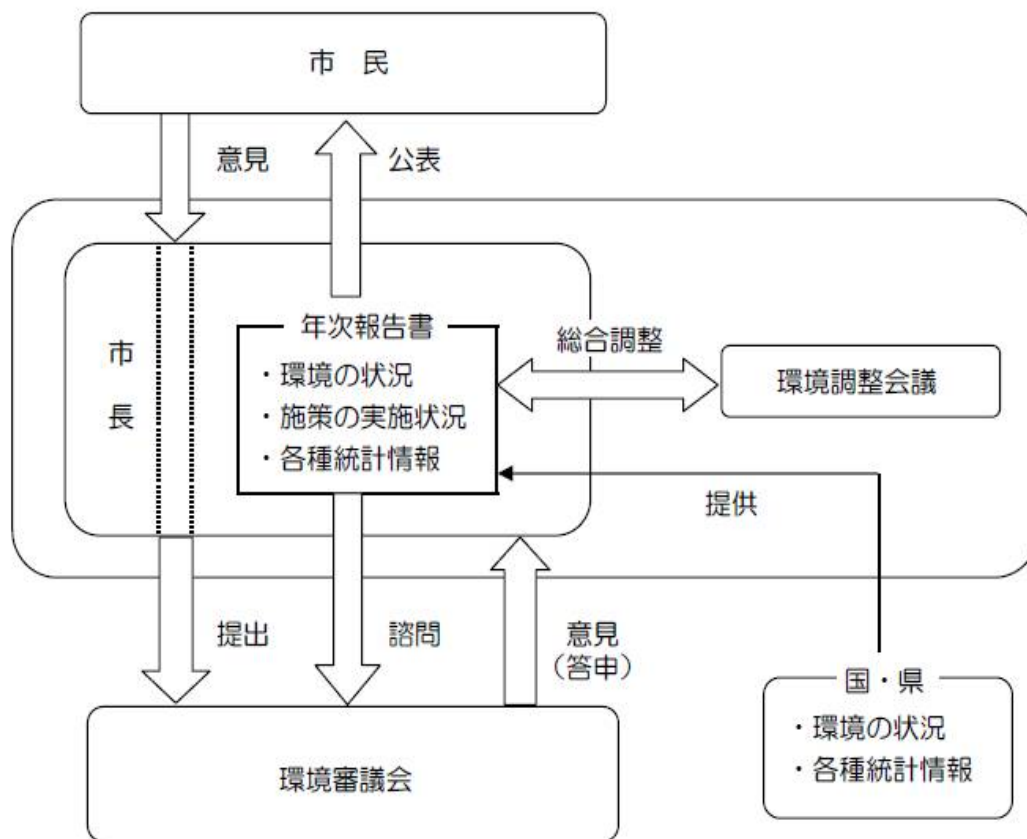 市　民
意見
公表
市
長
年次報告書
・環境の状況
・施策の実施状況
・各種統計情報
総合調整
環境調整会議
提供
提出
諮問
意見
（答申）
国・県
・環境の状況
・各種統計情報
環境審議会